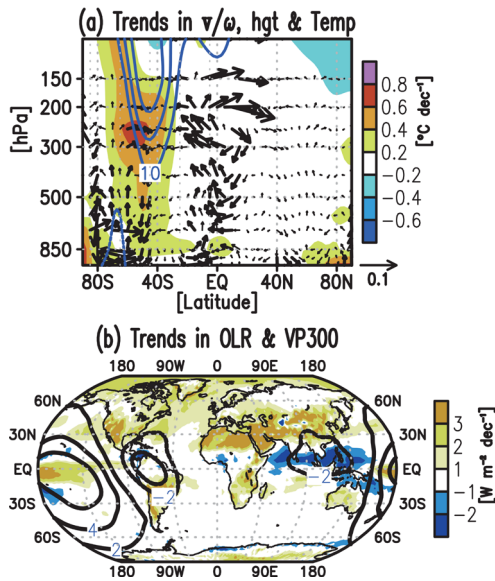 (a) Trends in v̅/ω, hgt & Temp
150
200
[hPa]
300
500
850
10
80S 40S EQ 40N 80N
[Latitude]
0.8
0.6
0.4
0.2
−0.2
−0.4
−0.6
[°C dec⁻¹]
0.1
(b) Trends in OLR & VP300
180 90W 0 90E 180
60N 60N
30N 30N
EQ EQ
30S 30S
60S 60S
180 90W 0 90E 180
−2
−2
4
2
3
2
1
−1
−2
[W m⁻² dec⁻¹]